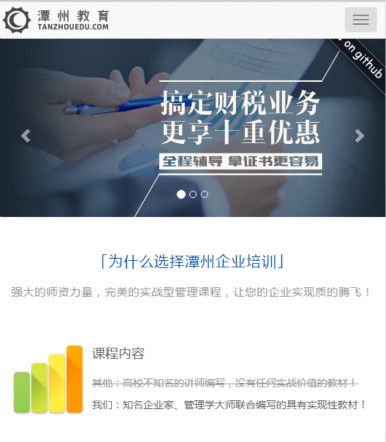 潭州教育
TANZHOUEDU.COM
on github
搞定财税业务
更享十重优惠
全程辅导 拿证书更容易
「为什么选择潭州企业培训」
强大的师资力量，完美的实战型管理课程，让您的企业实现质的腾飞！
课程内容
其他：高校不知名的讲师编写，没有任何实战价值的教材！
我们：知名企业家、管理学大师联合编写的具有实现性教材！